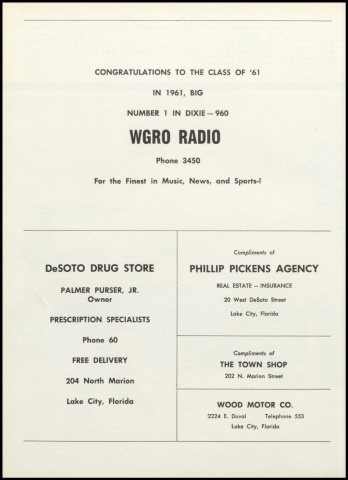 CONGRATULATIONS TO THE CLASS OF '61
IN 1961, BIG
NUMBER 1 IN DIXIE—960
WGRO RADIO
Phone 3450
For the Finest in Music, News, and Sports-!
DeSOTO DRUG STORE
PALMER PURSER, JR.
Owner
PRESCRIPTION SPECIALISTS
Phone 60
FREE DELIVERY
204 North Marion
Lake City, Florida
Compliments of
PHILLIP PICKENS AGENCY
REAL ESTATE — INSURANCE
20 West DeSoto Street
Lake City, Florida
Compliments of
THE TOWN SHOP
202 N. Marion Street
WOOD MOTOR CO.
2224 E. Duval Telephone 553
Lake City, Florida